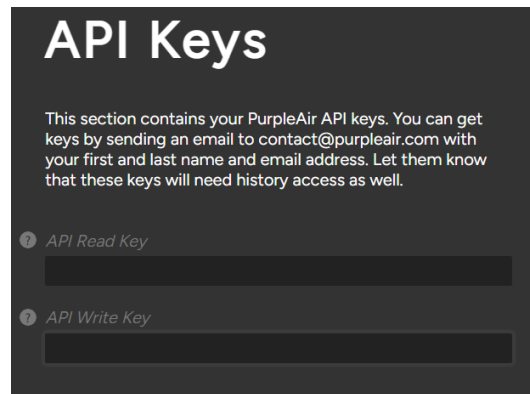 API Keys
This section contains your PurpleAir API keys. You can get
keys by sending an email to contact@purpleair.com with
your first and last name and email address. Let them know
that these keys will need history access as well.
? API Read Key
? API Write Key